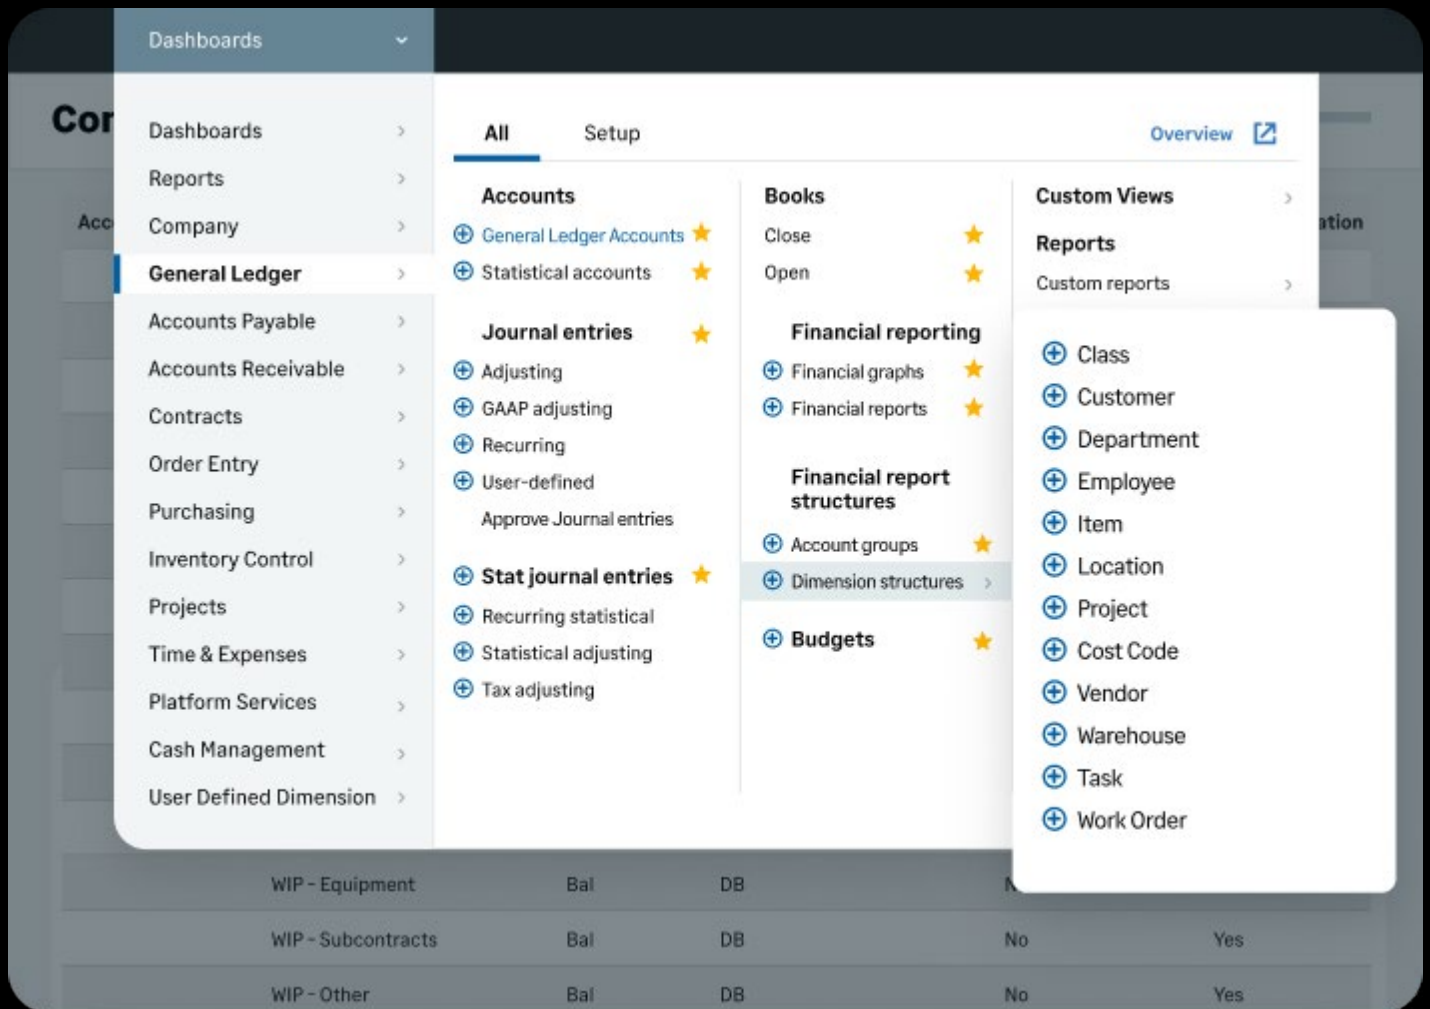 Dashboards
Cor
Acc
ation
Dashboards
Reports
Company
General Ledger
Accounts Payable
Accounts Receivable
Contracts
Order Entry
Purchasing
Inventory Control
Projects
Time & Expenses
Platform Services
Cash Management
User Defined Dimension
All
Setup
Overview
Accounts
General Ledger Accounts
Statistical accounts
Journal entries
Adjusting
GAAP adjusting
Recurring
User-defined
Approve Journal entries
Stat journal entries
Recurring statistical
Statistical adjusting
Tax adjusting
Books
Close
Open
Financial reporting
Financial graphs
Financial reports
Financial report
structures
Account groups
Dimension structures
Budgets
Custom Views
Reports
Custom reports
Class
Customer
Department
Employee
Item
Location
Project
Cost Code
Vendor
Warehouse
Task
Work Order
WIP - Equipment Bal DB
WIP - Subcontracts Bal DB No Yes
WIP - Other Bal DB No Yes